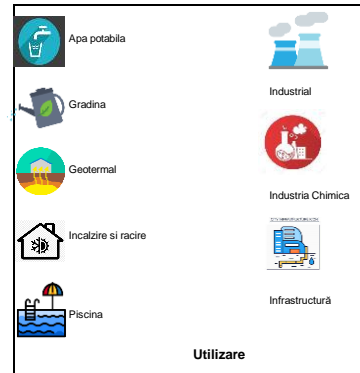 Apa potabila
Gradina
Geotermal
Incalzire si racire
Piscina
Industrial
Industria Chimica
Infrastructură
Utilizare